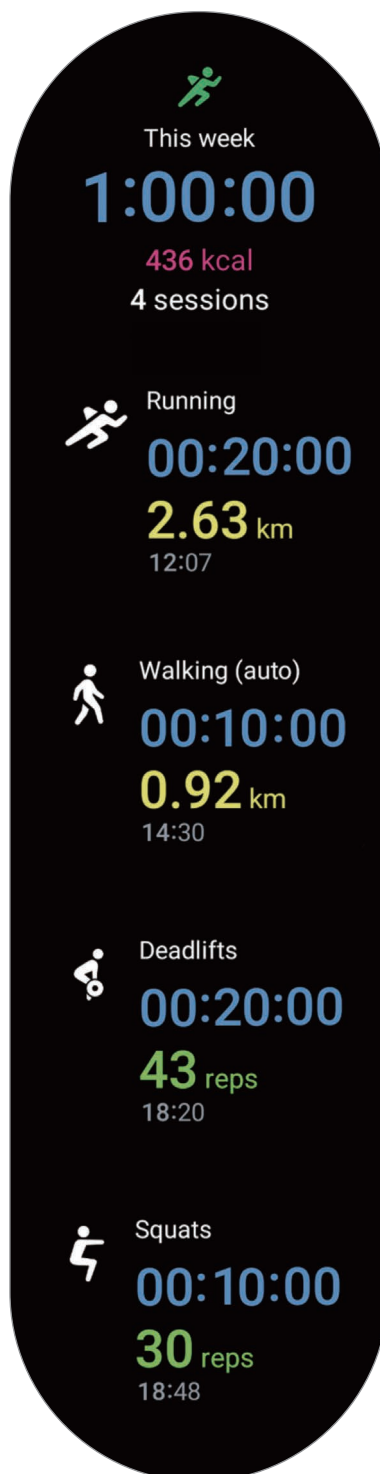 This week
1:00:00
436 kcal
4 sessions
Running
00:20:00
2.63 km
12:07
Walking (auto)
00:10:00
0.92 km
14:30
Deadlifts
00:20:00
43 reps
18:20
Squats
00:10:00
30 reps
18:48